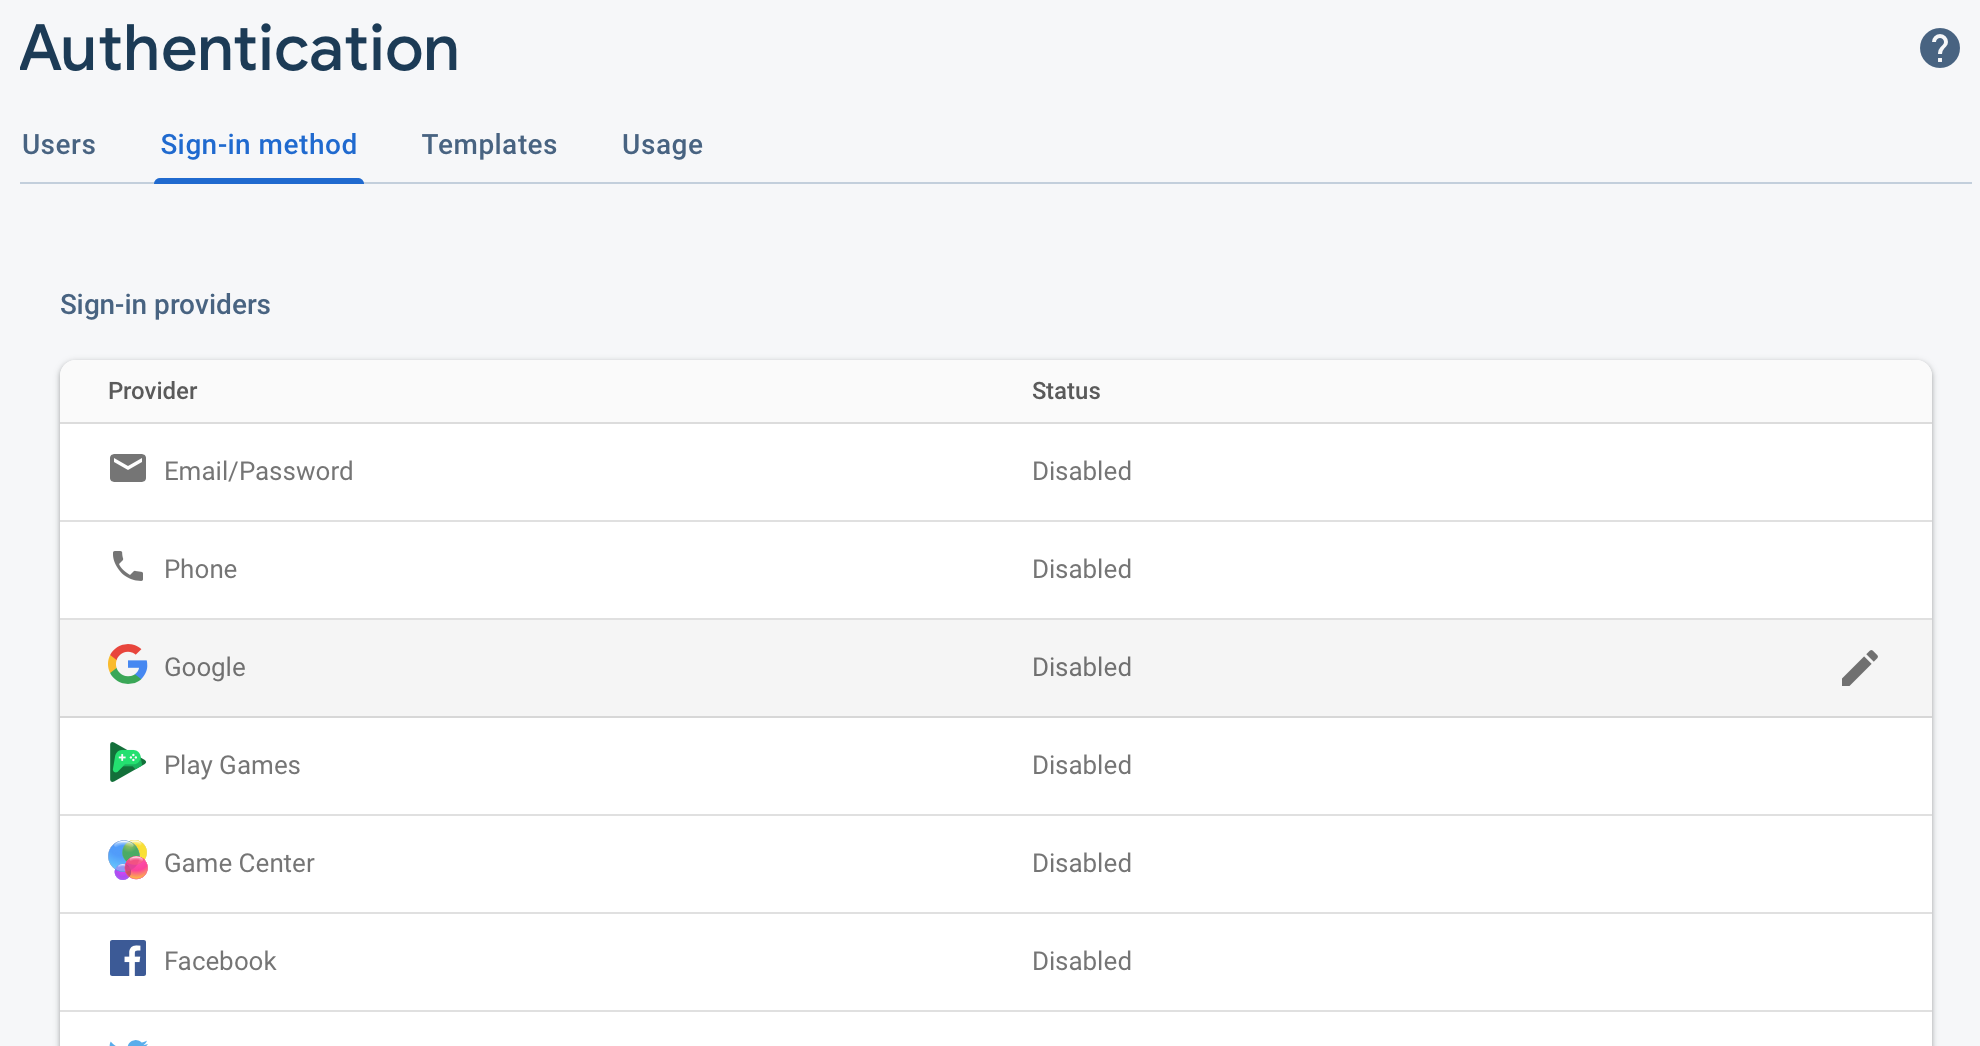 Authentication
Users Sign-in method Templates Usage
Sign-in providers
Provider Status
Email/Password Disabled
Phone Disabled
Google Disabled
Play Games Disabled
Game Center Disabled
Facebook Disabled